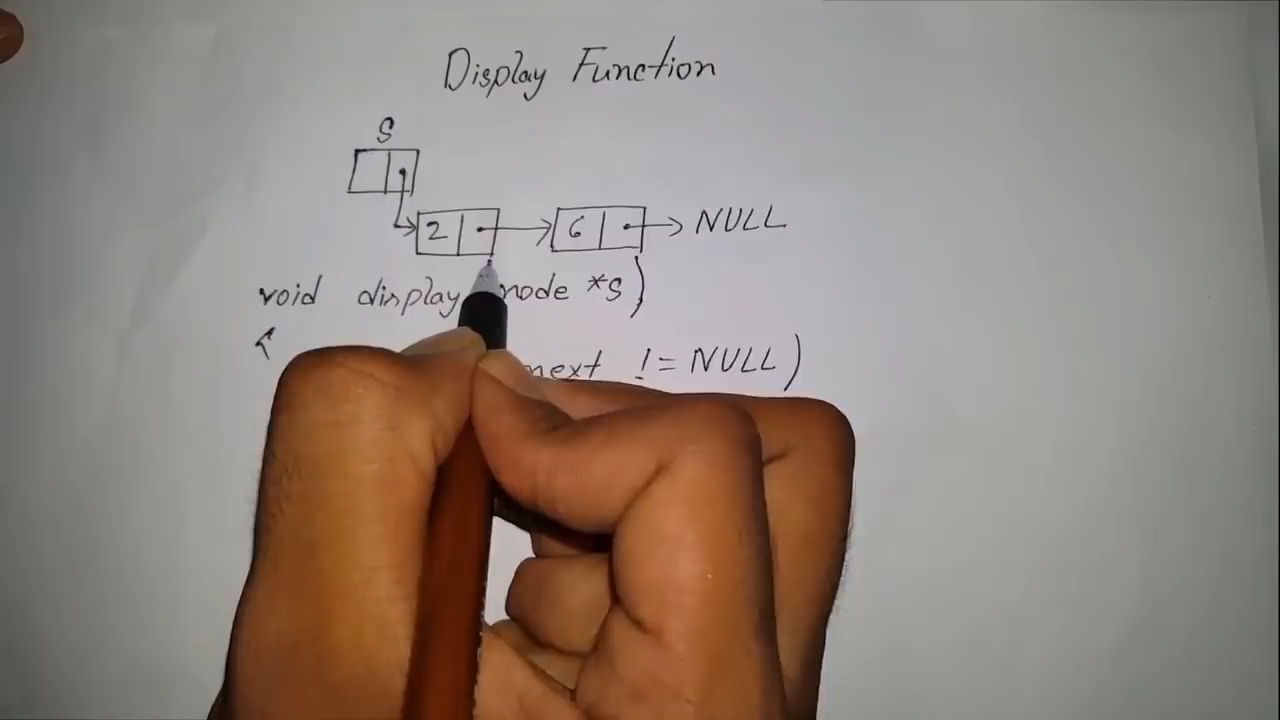 Display Function
S
2 6 NULL
void display node *s)
{
next != NULL)